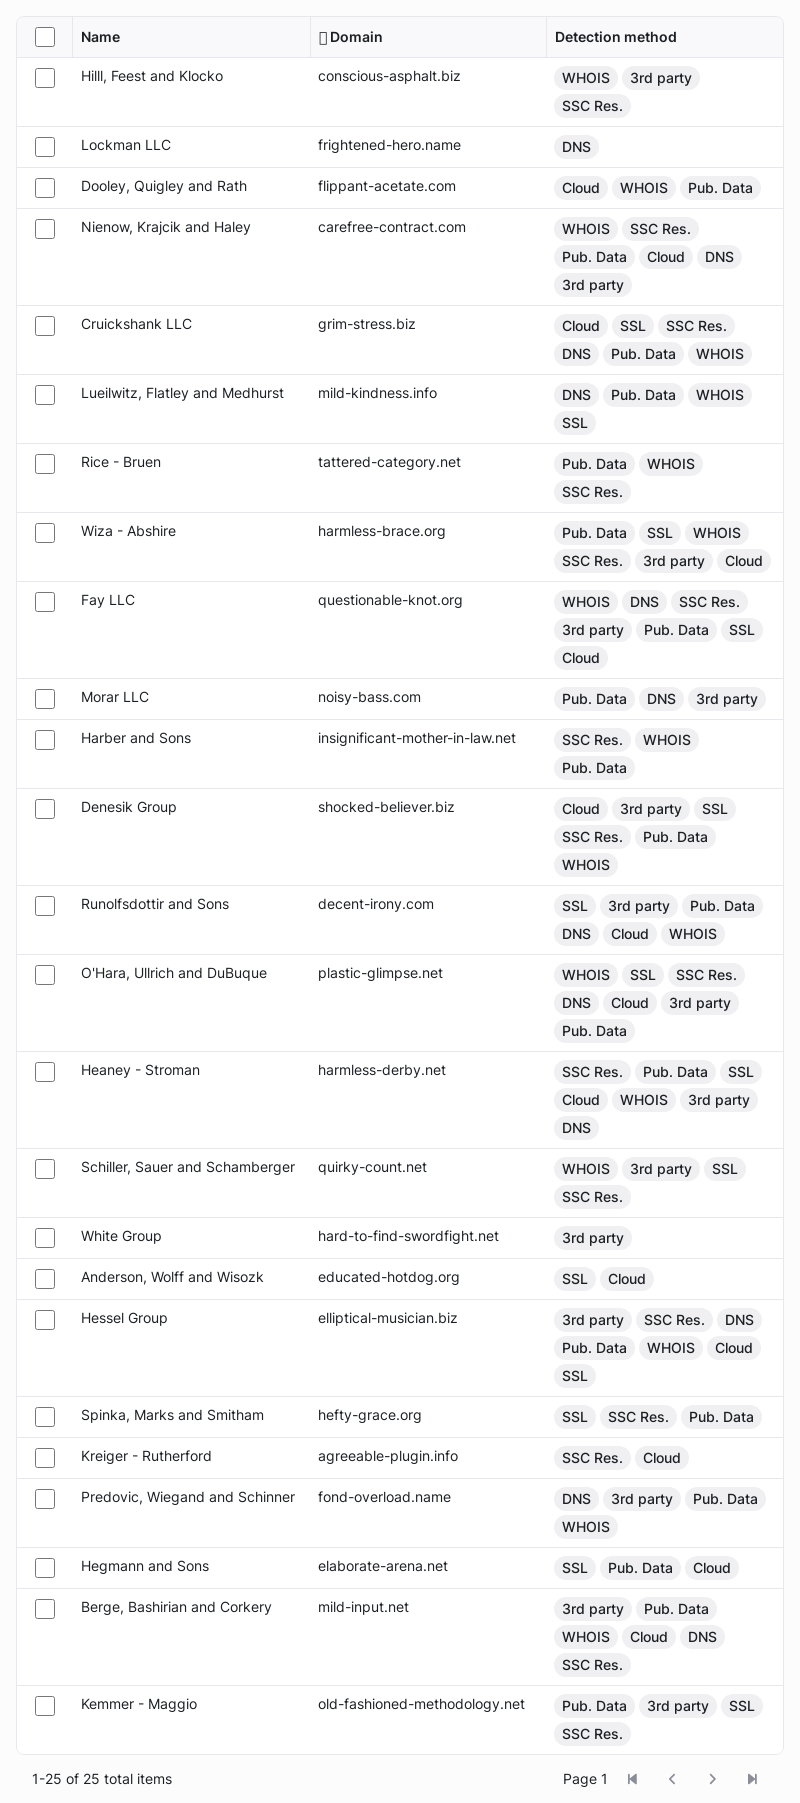 Name Domain Detection method
Hilll, Feest and Klocko conscious-asphalt.biz WHOIS 3rd party
SSC Res.
Lockman LLC frightened-hero.name DNS
Dooley, Quigley and Rath flippant-acetate.com Cloud WHOIS Pub. Data
Nienow, Krajcik and Haley carefree-contract.com WHOIS SSC Res.
Pub. Data Cloud DNS
3rd party
Cruickshank LLC grim-stress.biz Cloud SSL SSC Res.
DNS Pub. Data WHOIS
Lueilwitz, Flatley and Medhurst mild-kindness.info DNS Pub. Data WHOIS
SSL
Rice - Bruen tattered-category.net Pub. Data WHOIS
SSC Res.
Wiza - Abshire harmless-brace.org Pub. Data SSL WHOIS
SSC Res. 3rd party Cloud
Fay LLC questionable-knot.org WHOIS DNS SSC Res.
3rd party Pub. Data SSL
Cloud
Morar LLC noisy-bass.com Pub. Data DNS 3rd party
Harber and Sons insignificant-mother-in-law.net SSC Res. WHOIS
Pub. Data
Denesik Group shocked-believer.biz Cloud 3rd party SSL
SSC Res. Pub. Data
WHOIS
Runolfsdottir and Sons decent-irony.com SSL 3rd party Pub. Data
DNS Cloud WHOIS
O'Hara, Ullrich and DuBuque plastic-glimpse.net WHOIS SSL SSC Res.
DNS Cloud 3rd party
Pub. Data
Heaney - Stroman harmless-derby.net SSC Res. Pub. Data SSL
Cloud WHOIS 3rd party
DNS
Schiller, Sauer and Schamberger quirky-count.net WHOIS 3rd party SSL
SSC Res.
White Group hard-to-find-swordfight.net 3rd party
Anderson, Wolff and Wisozk educated-hotdog.org SSL Cloud
Hessel Group elliptical-musician.biz 3rd party SSC Res. DNS
Pub. Data WHOIS Cloud
SSL
Spinka, Marks and Smitham hefty-grace.org SSL SSC Res. Pub. Data
Kreiger - Rutherford agreeable-plugin.info SSC Res. Cloud
Predovic, Wiegand and Schinner fond-overload.name DNS 3rd party Pub. Data
WHOIS
Hegmann and Sons elaborate-arena.net SSL Pub. Data Cloud
Berge, Bashirian and Corkery mild-input.net 3rd party Pub. Data
WHOIS Cloud DNS
SSC Res.
Kemmer - Maggio old-fashioned-methodology.net Pub. Data 3rd party SSL
SSC Res.
1-25 of 25 total items Page 1